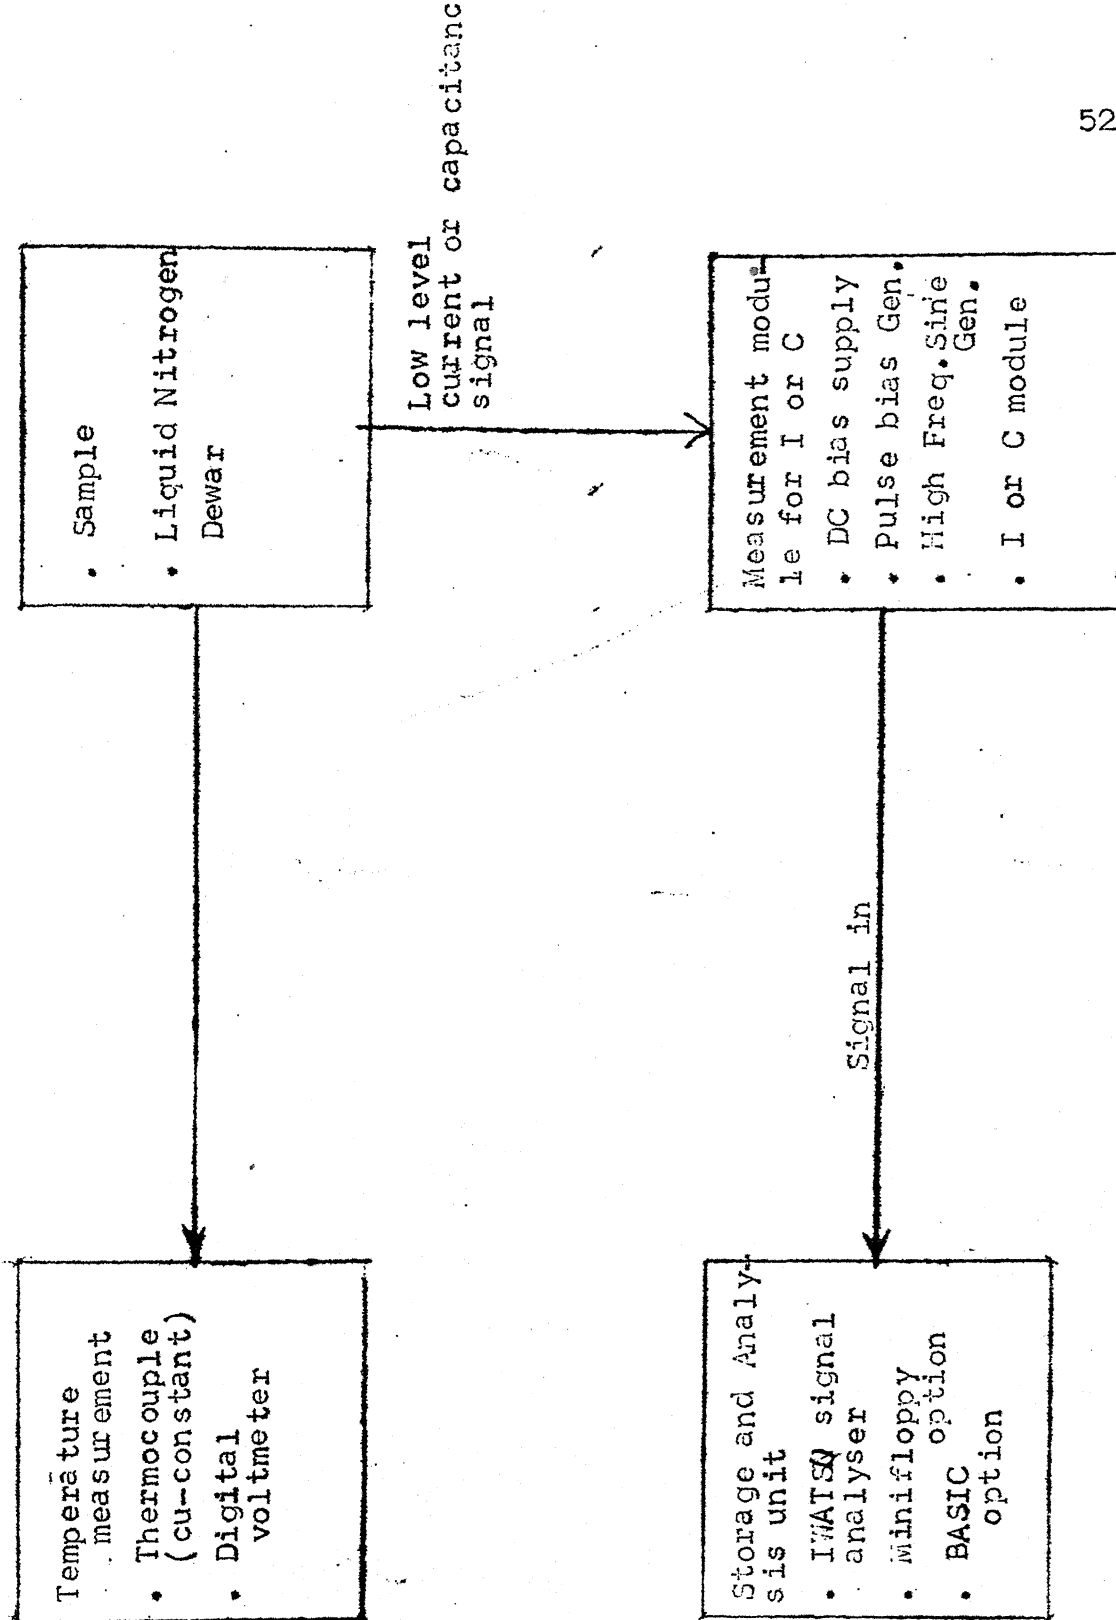 52
Temperature
measurement
• Thermocouple
(cu-constant)
• Digital
voltmeter
• Sample
• Liquid Nitrogen
Dewar
Low level
current or capacitanc
signal
Storage and Analy-
sis unit
• IWATSU signal
analyser
• Minifloppy
option
• BASIC
option
Signal in
Measurement modu-
le for I or C
• DC bias supply
• Pulse bias Gen.
• High Freq.Sine
Gen.
• I or C module